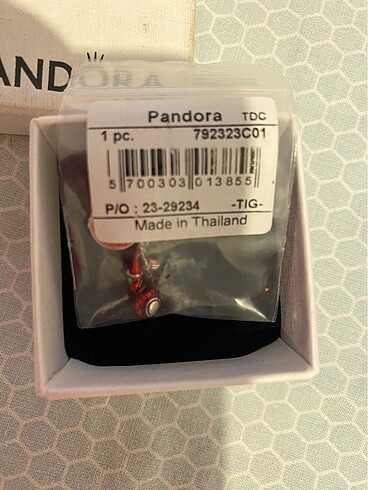 PANDORA
Pandora TDC
1 pc. 792323C01
5 700303 013855
P/O : 23-29234 -TIG-
Made in Thailand